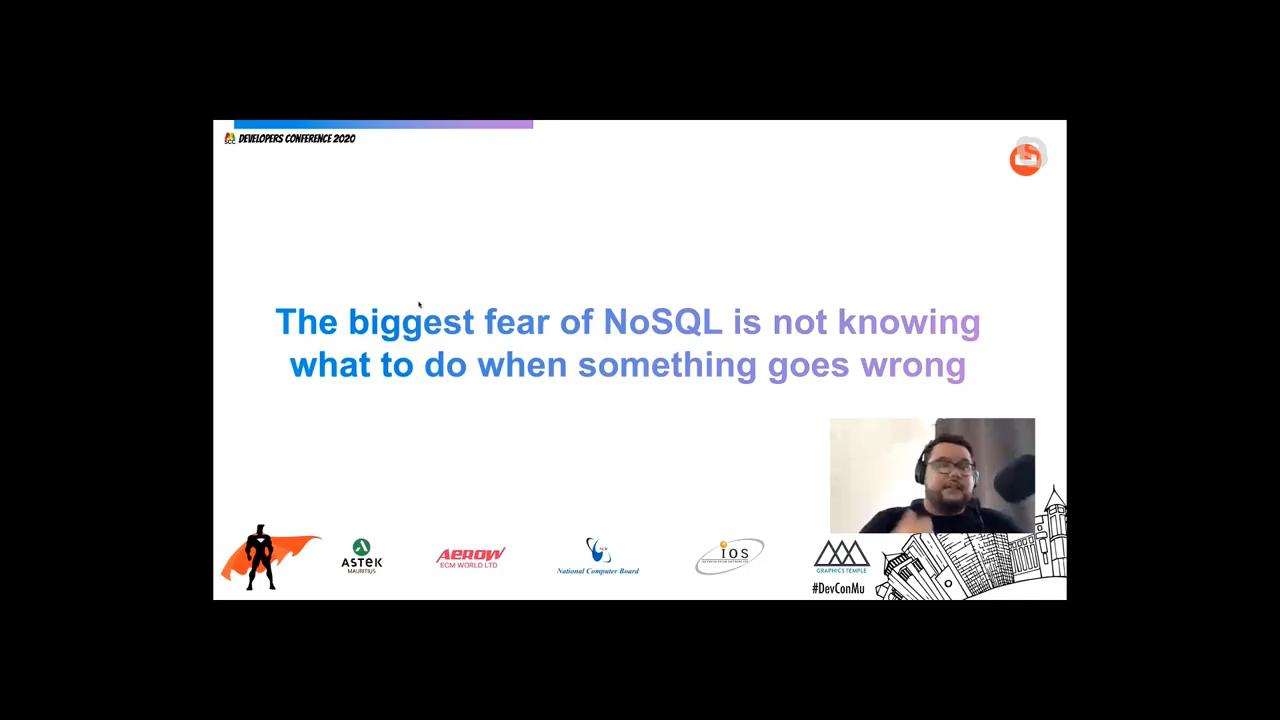 DEVELOPERS CONFERENCE 2020
SCC
The biggest fear of NoSQL is not knowing
what to do when something goes wrong
ASTEK
MAURITIUS
AEROW
ECM WORLD LTD
National Computer Board
IOS
GRAPHICS TEMPLE
#DevConMu